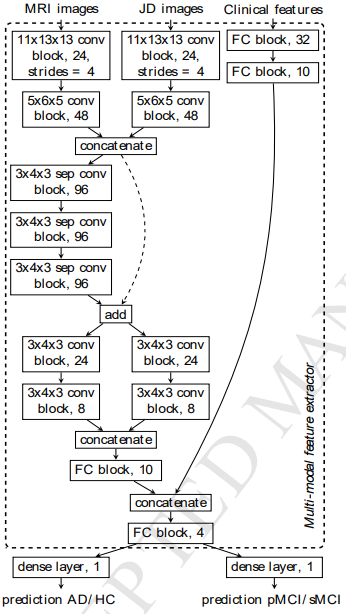 MRI images JD images Clinical features
11x13x13 conv
block, 24,
strides = 4
11x13x13 conv
block, 24,
strides = 4
FC block, 32
FC block, 10
5x6x5 conv
block, 48
5x6x5 conv
block, 48
concatenate
3x4x3 sep conv
block, 96
3x4x3 sep conv
block, 96
3x4x3 sep conv
block, 96
add
3x4x3 conv
block, 24
3x4x3 conv
block, 24
3x4x3 conv
block, 8
3x4x3 conv
block, 8
concatenate
FC block, 10
concatenate
FC block, 4
Multi-modal feature extractor
dense layer, 1
dense layer, 1
prediction AD/HC
prediction pMCI/sMCI
PTED MAN